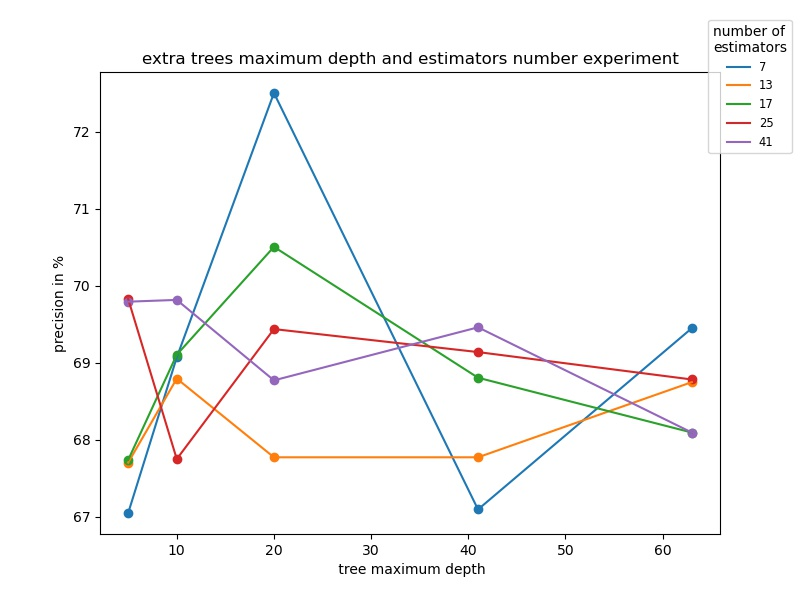 number of
estimators
7
13
17
25
41
extra trees maximum depth and estimators number experiment
precision in %
72
71
70
69
68
67
10 20 30 40 50 60
tree maximum depth